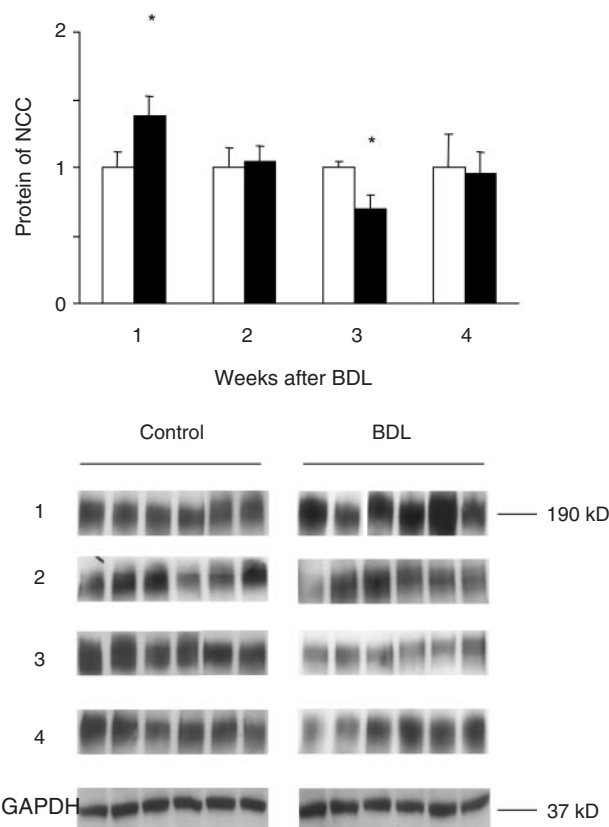 2
*
*
1
0
Protein of NCC
1 2 3 4
Weeks after BDL
Control BDL
1 190 kD
2
3
4
GAPDH 37 kD